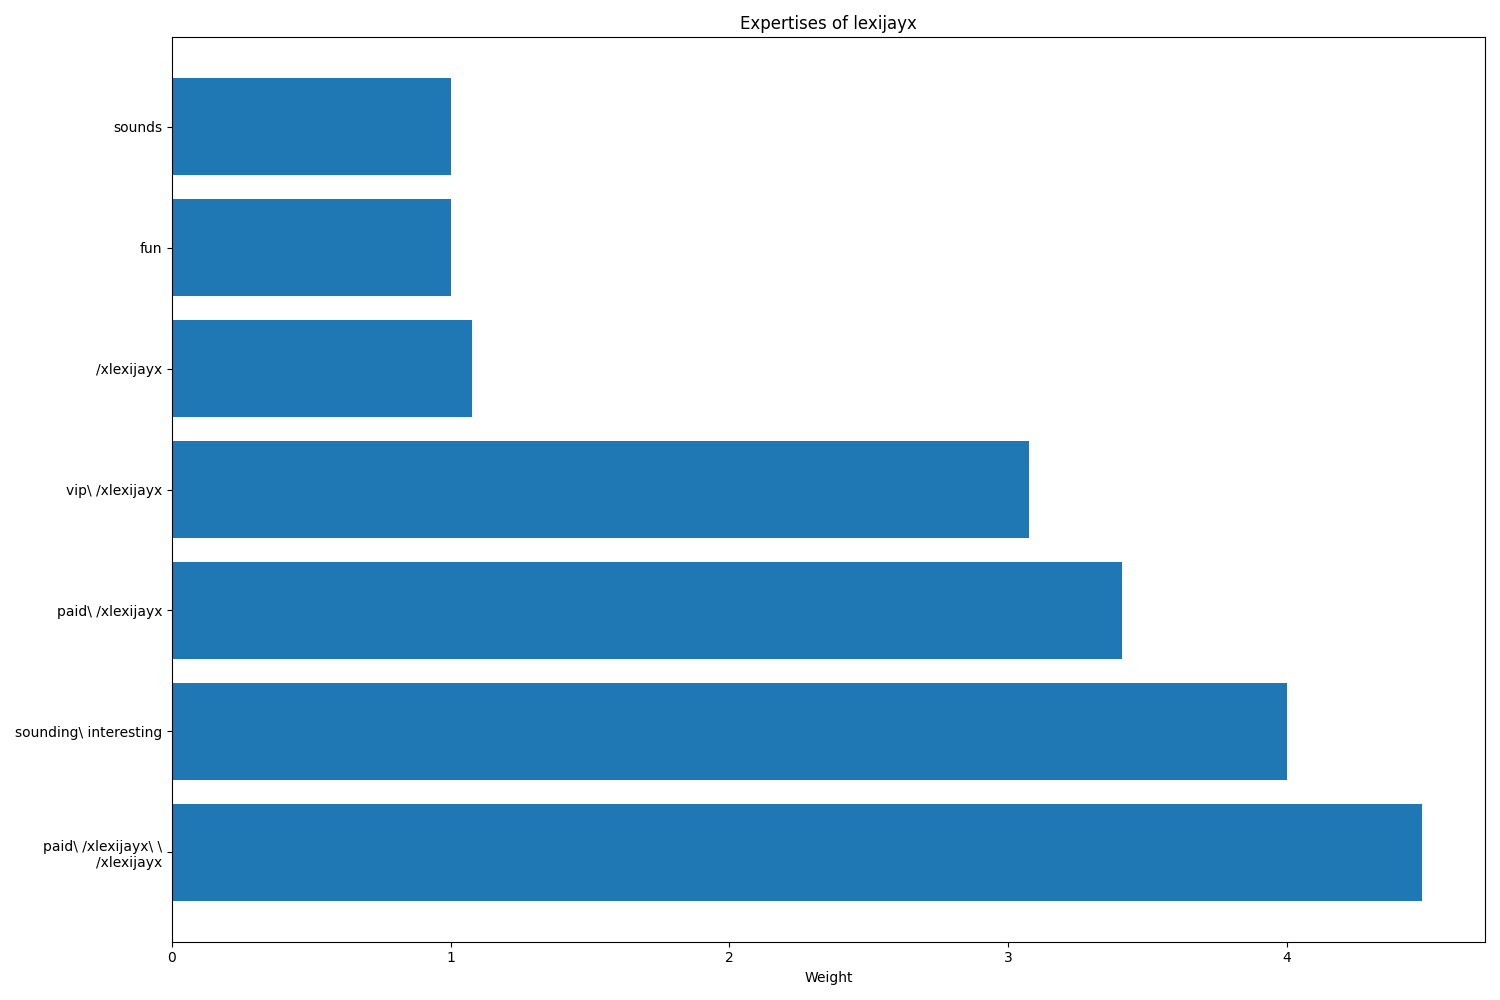 Expertises of lexijayx
sounds
fun
/xlexijayx
vip\ /xlexijayx
paid\ /xlexijayx
sounding\ interesting
paid\ /xlexijayx\ \
/xlexijayx
0 1 2 3 4
Weight